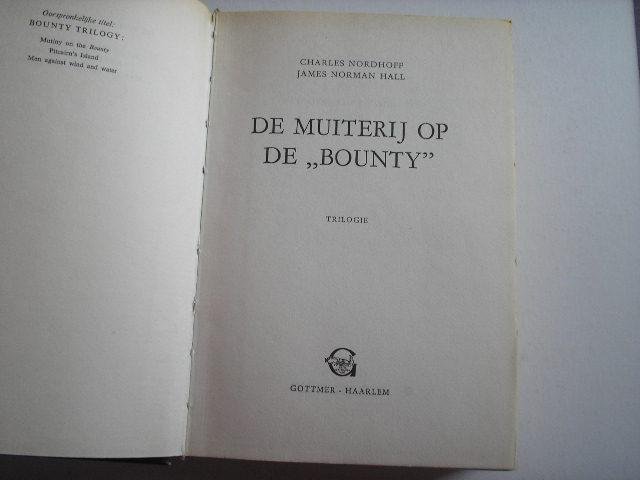 Oorspronkelijke titel:
BOUNTY TRILOGY:
Mutiny on the Bounty
Pitcairn's Island
Men against wind and water
CHARLES NORDHOFF
JAMES NORMAN HALL
DE MUITERIJ OP
DE „BOUNTY”
TRILOGIE
G
GOTTMER - HAARLEM